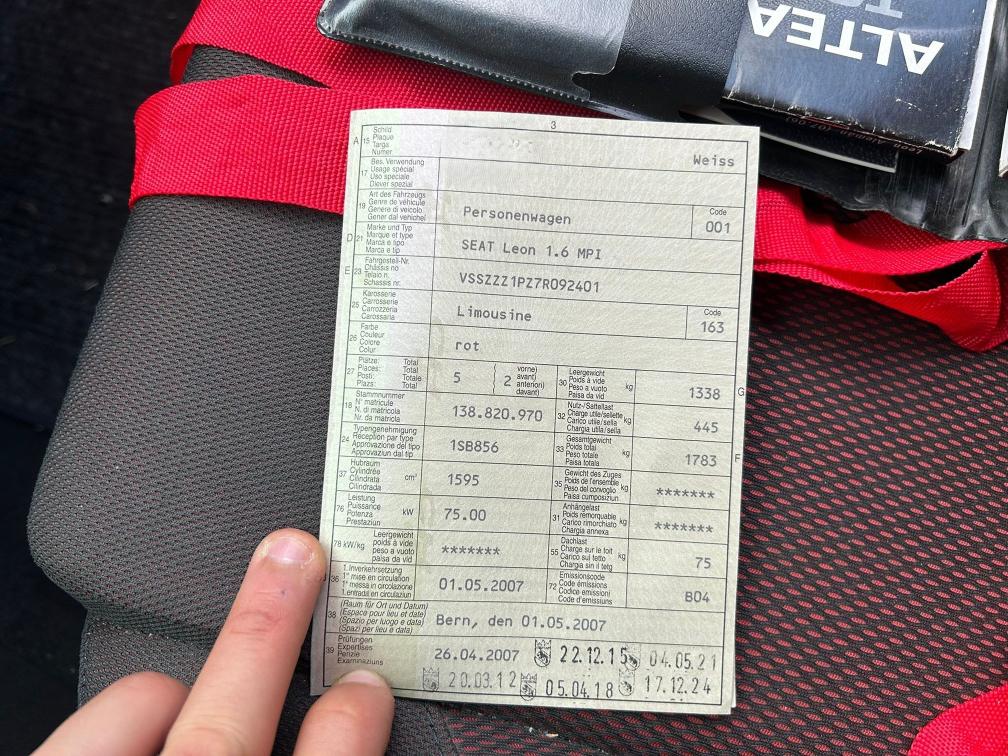 ALTEA
3
A 15 Schild
Plaque
Targa
Numer
Weiss
17 Bes. Verwendung
Usage spécial
Uso speciale
Diever spezial
19 Art des Fahrzeugs
Genre de véhicule
Genere di veicolo
Gener dal vehichel
Personenwagen
Code
001
D 21 Marke und Typ
Marque et type
Marca e tipo
Marca e tip
SEAT Leon 1.6 MPI
E 23 Fahrgestell-Nr.
Châssis no
Telaio n.
Schassis nr.
VSSZZZ1PZ7R092401
25 Karosserie
Carrosserie
Carrozzeria
Carossaria
Limousine
Code
163
26 Farbe
Couleur
Colore
Colur
rot
27 Plätze: Total
Places: Total
Posti: Totale
Plazs: Total
5
2
vorne)
avant)
anteriori)
davant)
30 Leergewicht
Poids à vide
Peso a vuoto
Paisa da vid
kg
1338
G
18 Stammnummer
N° matricule
N. di matricola
Nr. da matricla
138.820.970
32 Nutz-/Sattellast
Charge utile/sellette
Carico utile/sella
Chargia utila/sella
kg
445
24 Typengenehmigung
Réception par type
Approvazione del tipo
Approvaziun dal tip
1SB856
33 Gesamtgewicht
Poids total
Peso totale
Paisa totala
kg
1783
F
37 Hubraum
Cylindrée
Cilindrata
Cilindrada
cm³
1595
35 Gewicht des Zuges
Poids de l'ensemble
Peso del convoglio
Paisa cumposiziun
kg
*******
76 Leistung
Puissance
Potenza
Prestaziun
kW
75.00
31 Anhängelast
Poids remorquable
Carico rimorchiato
Chargia annexa
kg
*******
78 kW/kg Leergewicht
poids à vide
peso a vuoto
paisa da vid
*******
55 Dachlast
Charge sur le toit
Carico sul tetto
Chargia sin il tetg
kg
75
36 1.Inverkehrsetzung
1re mise en circulation
1a messa in circolazione
1.entrada en circulaziun
01.05.2007
72 Emissionscode
Code émissions
Codice emissioni
Code d'emissiuns
B04
38 (Raum für Ort und Datum)
(Espace pour lieu et date)
(Spazio per luogo e data)
(Spazi per lieu e data)
Bern, den 01.05.2007
39 Prüfungen
Expertises
Perizie
Examinaziuns
26.04.2007 22.12.15 04.05.21
20.03.12 05.04.18 17.12.24